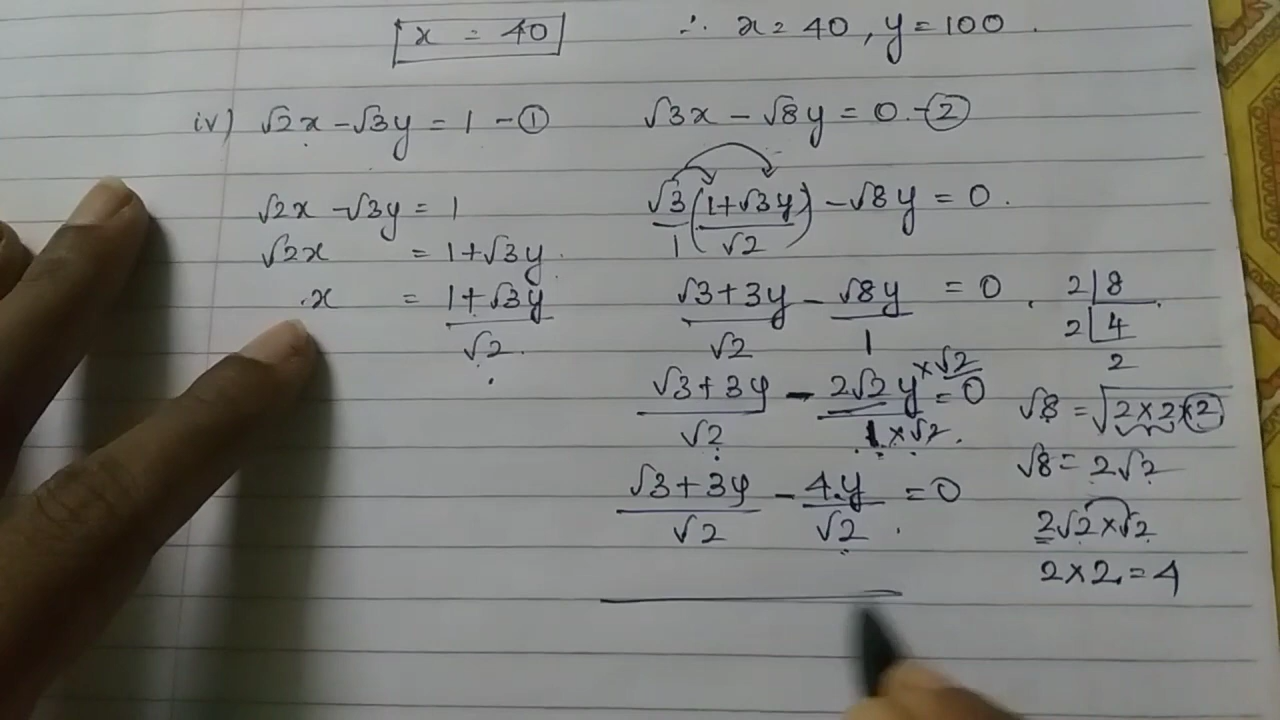 x = 40 ∴ x = 40, y = 100.
iv) √2x - √3y = 1 - ① √3x - √8y = 0. - ②
√2x - √3y = 1 √3/1 ((1+√3y)/√2) - √8y = 0.
√2x = 1+√3y.
x = (1+√3y)/√2. (√3+3y)/√2 - √8y/1 = 0.
2|8
2|4
2
(√3+3y)/√2 - (2√2y×√2)/(1×√2) = 0
√8 = √(2×2×2)
√8 = 2√2
(√3+3y)/√2 - 4y/√2 = 0
2√2×√2
2×2 = 4